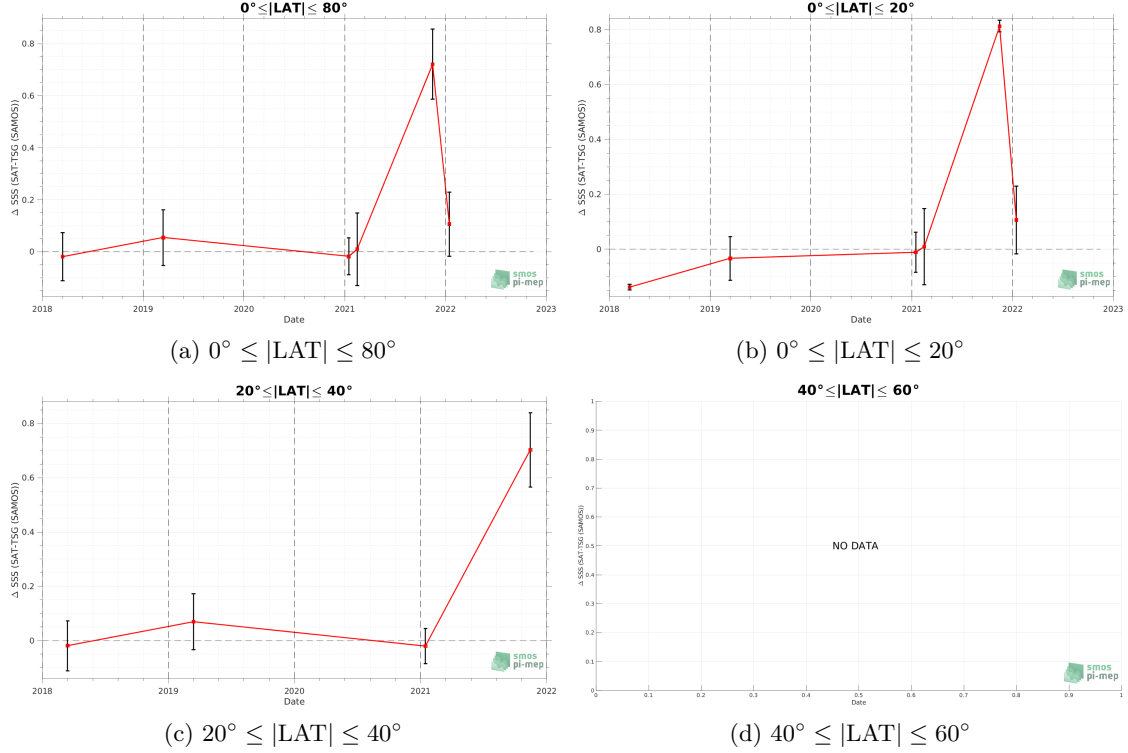 0°≤|LAT|≤ 80°
Δ SSS (SAT-TSG (SAMOS))
0.8
0.6
0.4
0.2
0
2018
2019
2020
2021
2022
2023
Date
smos
pi-mep
(a) 0° ≤ |LAT| ≤ 80°
0°≤|LAT|≤ 20°
Δ SSS (SAT-TSG (SAMOS))
0.8
0.6
0.4
0.2
0
2018
2019
2020
2021
2022
2023
Date
smos
pi-mep
(b) 0° ≤ |LAT| ≤ 20°
20°≤|LAT|≤ 40°
Δ SSS (SAT-TSG (SAMOS))
0.8
0.6
0.4
0.2
0
2018
2019
2020
2021
2022
Date
smos
pi-mep
(c) 20° ≤ |LAT| ≤ 40°
40°≤|LAT|≤ 60°
Δ SSS (SAT-TSG (SAMOS))
1
0.9
0.8
0.7
0.6
0.5
0.4
0.3
0.2
0.1
0
NO DATA
0
0.1
0.2
0.3
0.4
0.5
0.6
0.7
0.8
0.9
1
Date
smos
pi-mep
(d) 40° ≤ |LAT| ≤ 60°